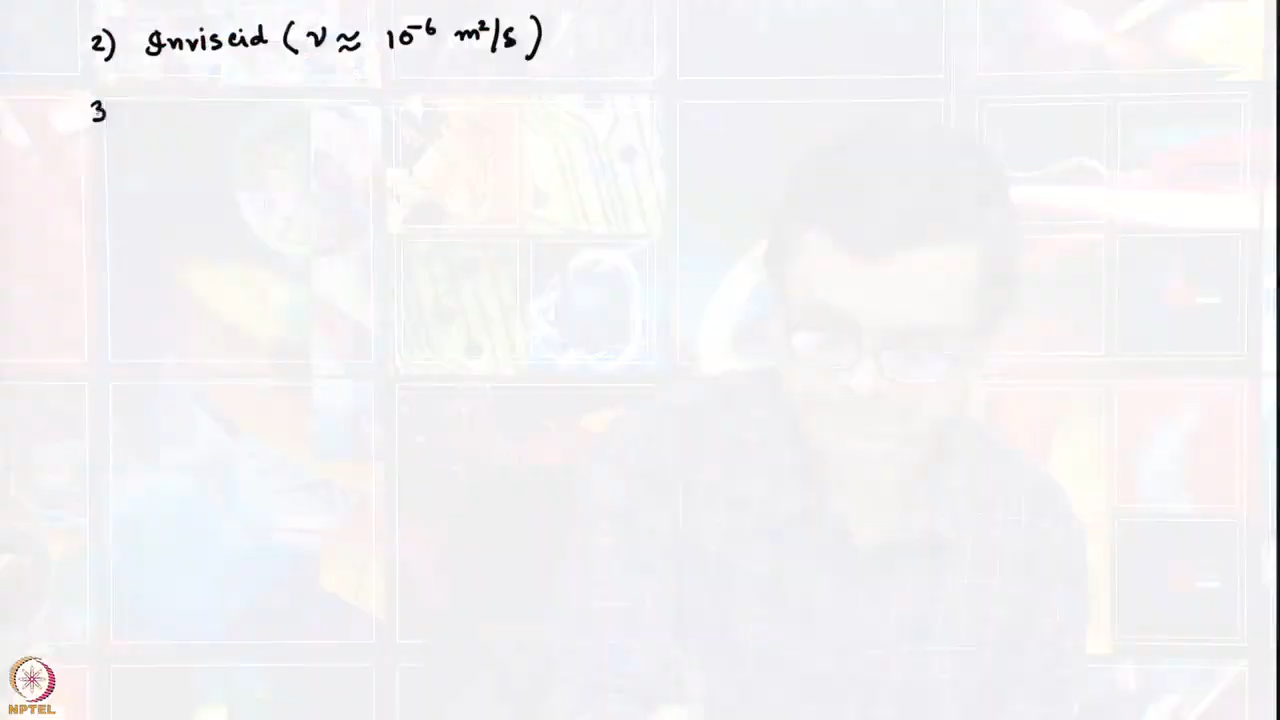 2) Inviscid ( ν ≈ 10⁻⁶ m²/s )
3
NPTEL